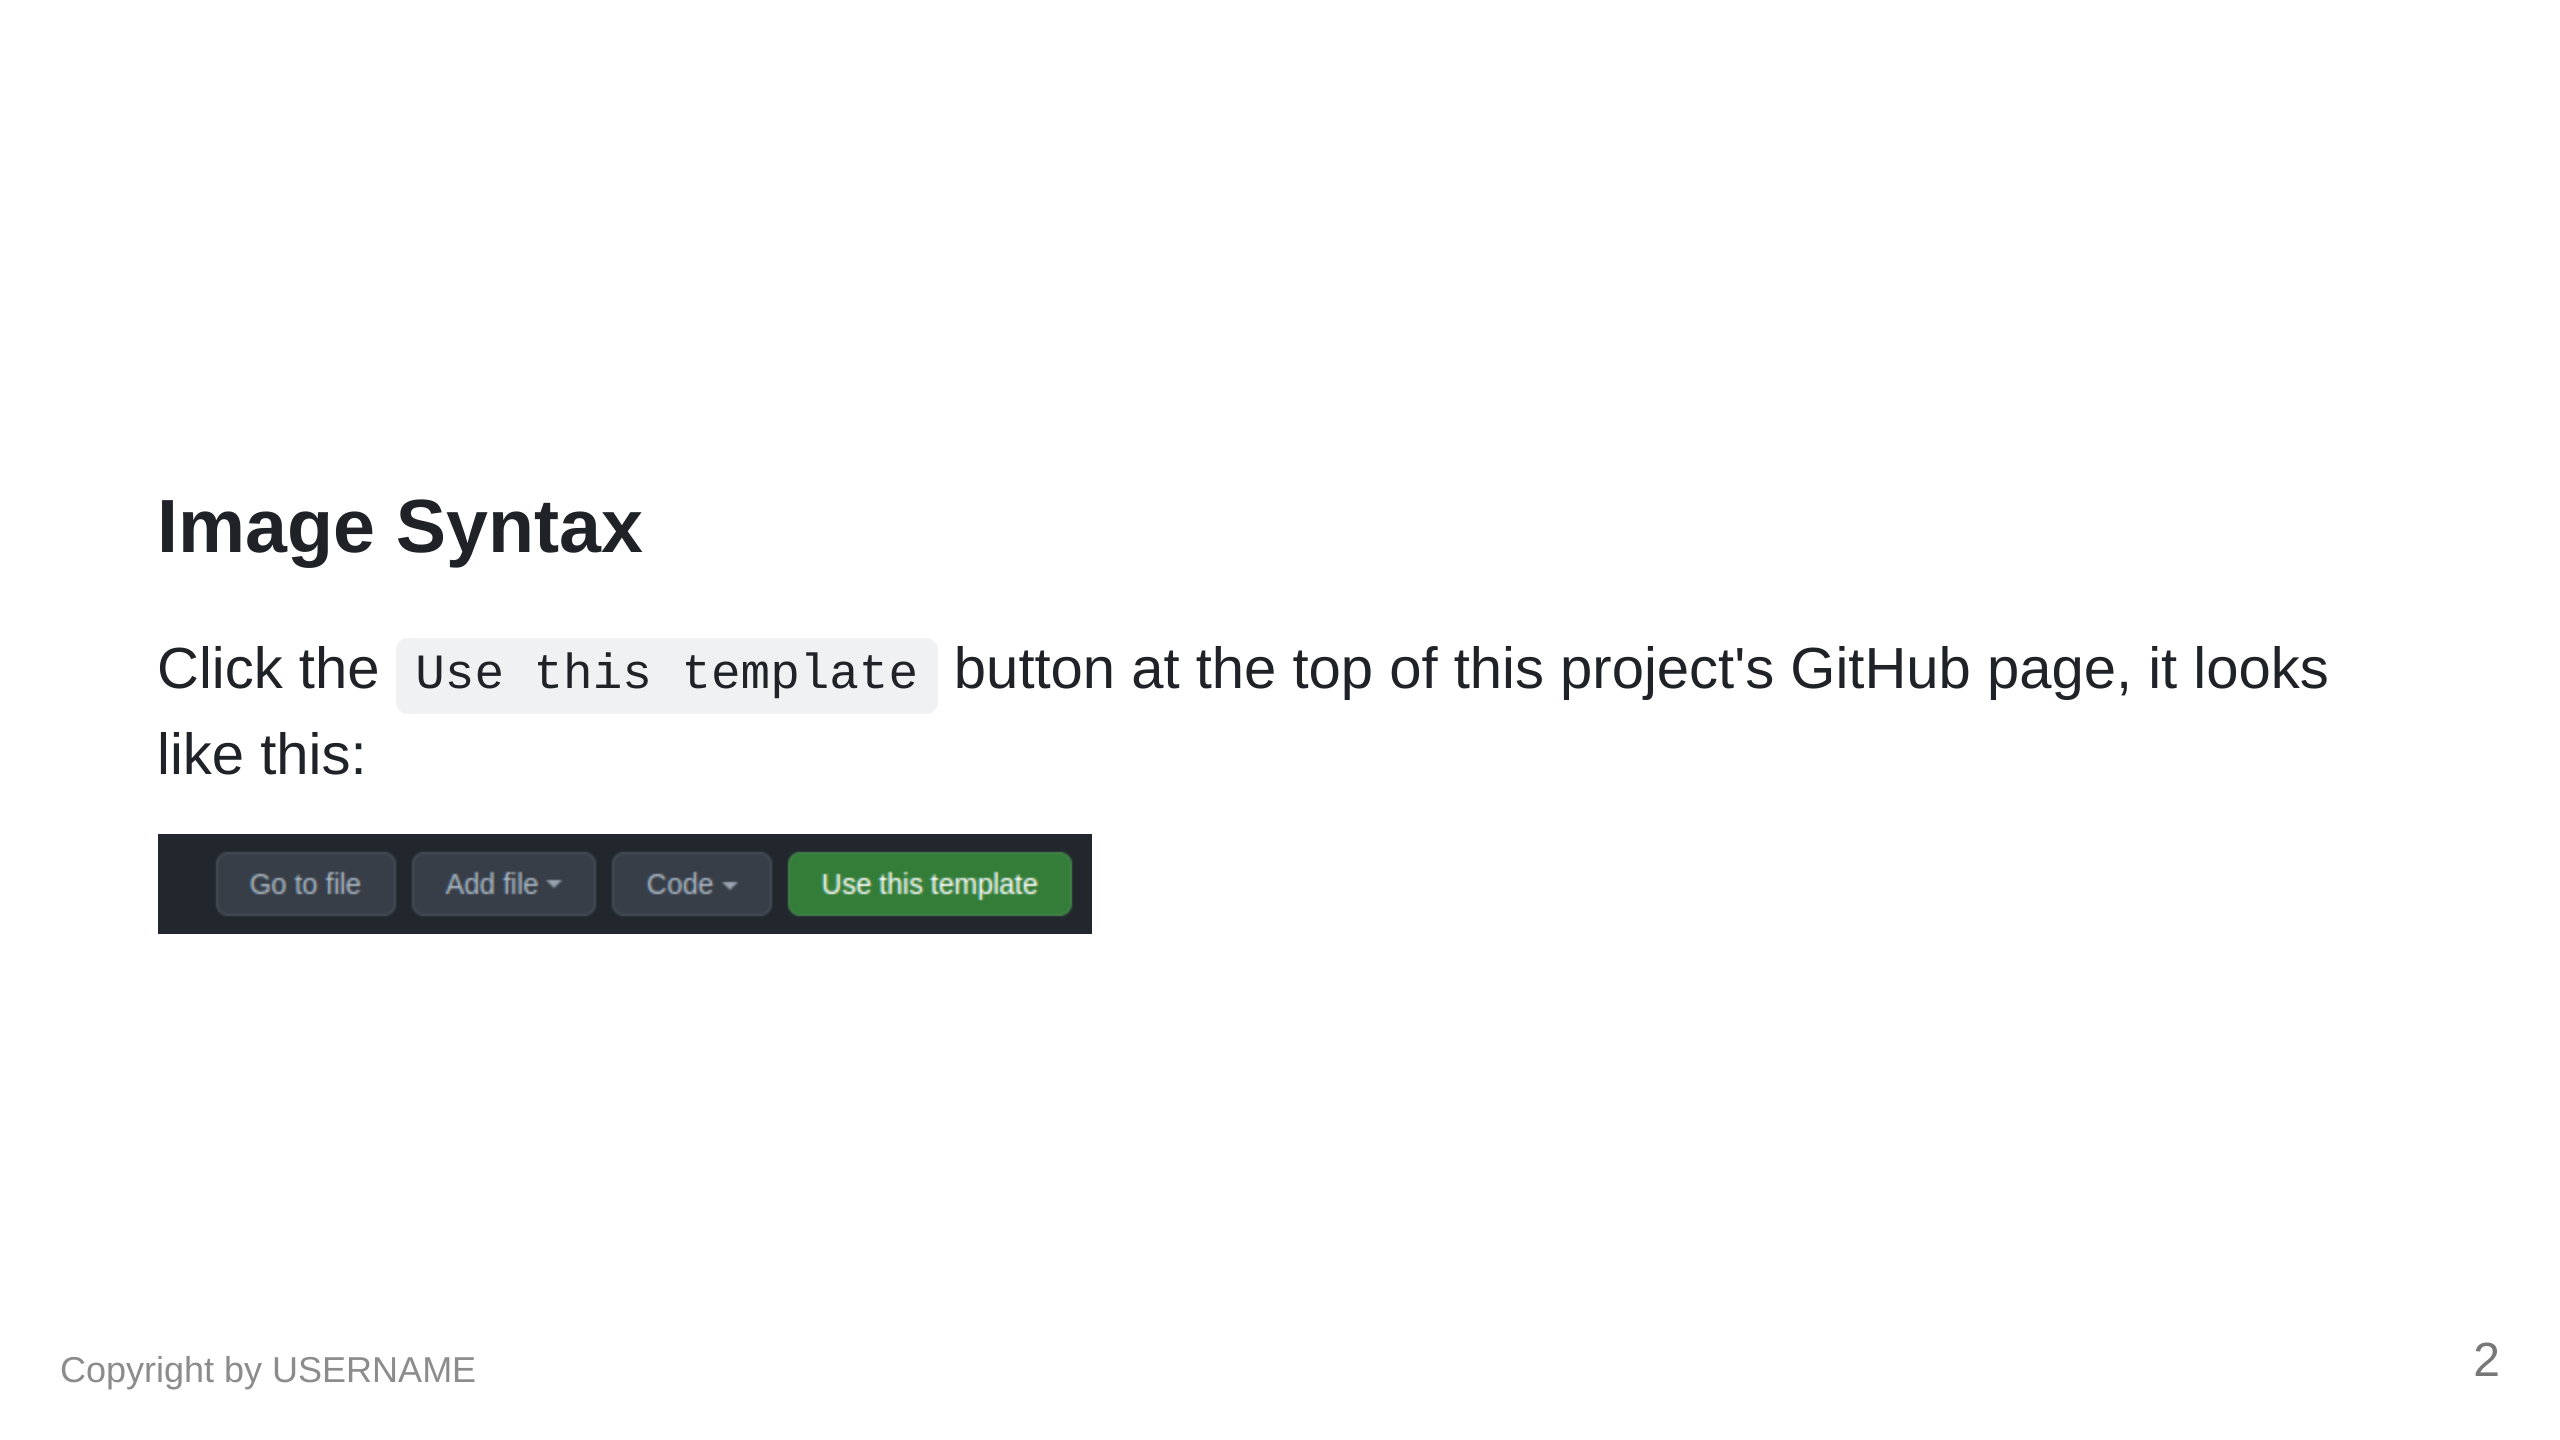 Image Syntax
Click the Use this template button at the top of this project's GitHub page, it looks
like this:
Go to file Add file Code Use this template
Copyright by USERNAME
2